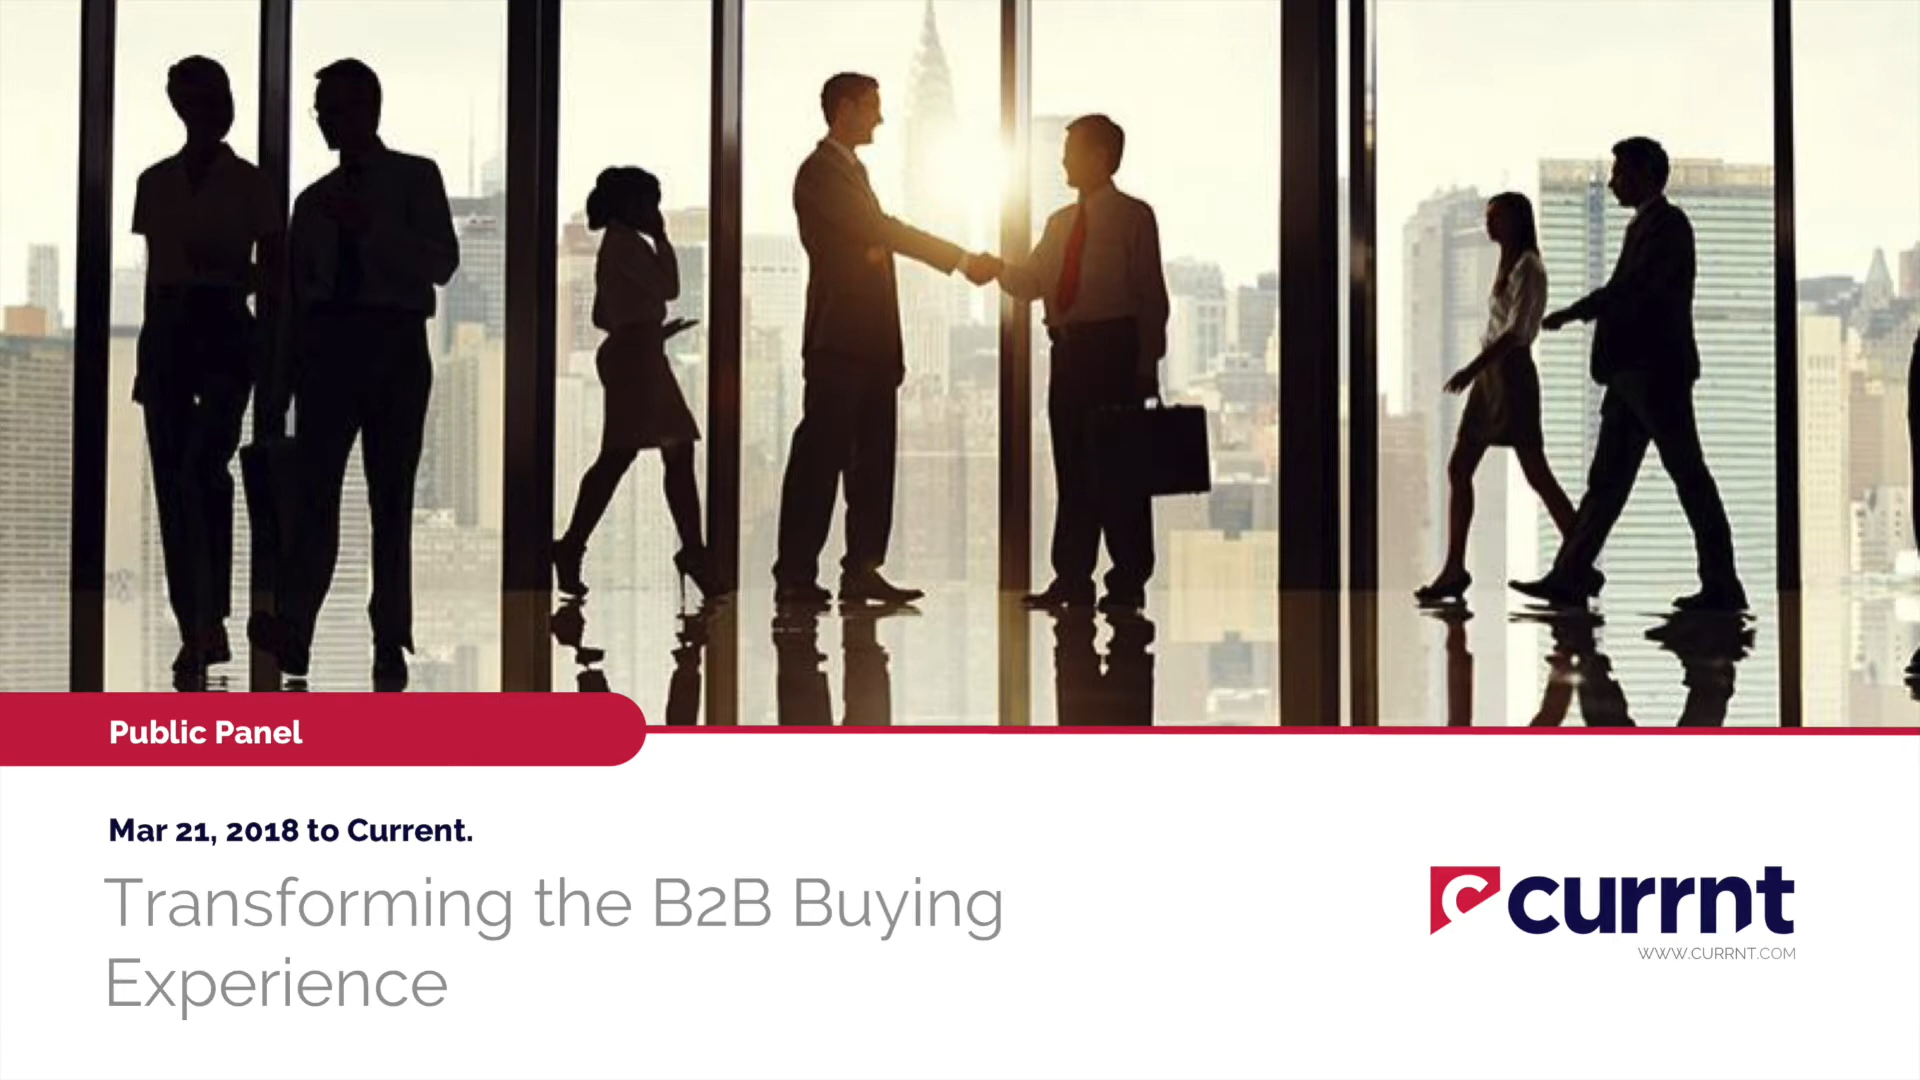 Public Panel
Mar 21, 2018 to Current.
Transforming the B2B Buying
Experience
currnt
WWW.CURRNT.COM